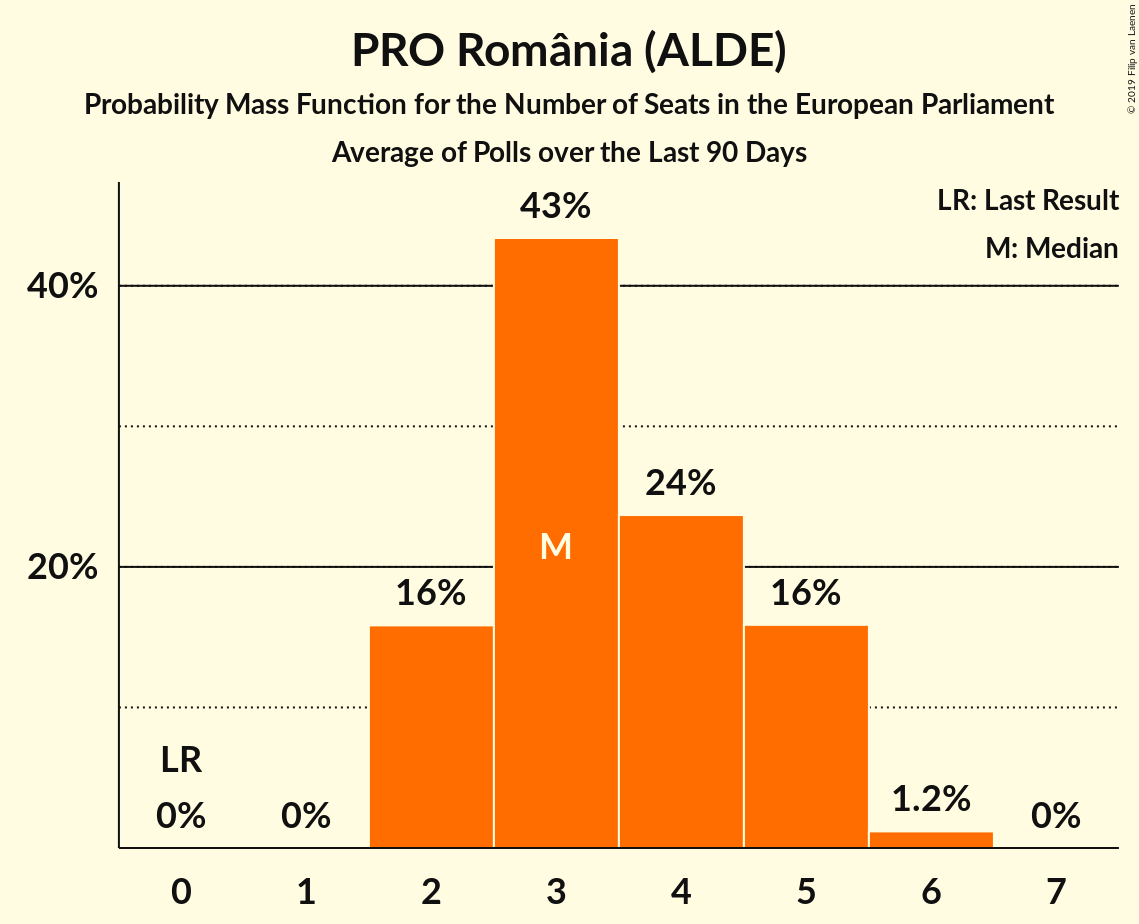 PRO România (ALDE)
Probability Mass Function for the Number of Seats in the European Parliament
Average of Polls over the Last 90 Days
© 2019 Filip van Laenen
LR: Last Result
M: Median
43%
40%
24%
M
20%
16%
16%
LR
0%
0%
1.2%
0%
0 1 2 3 4 5 6 7